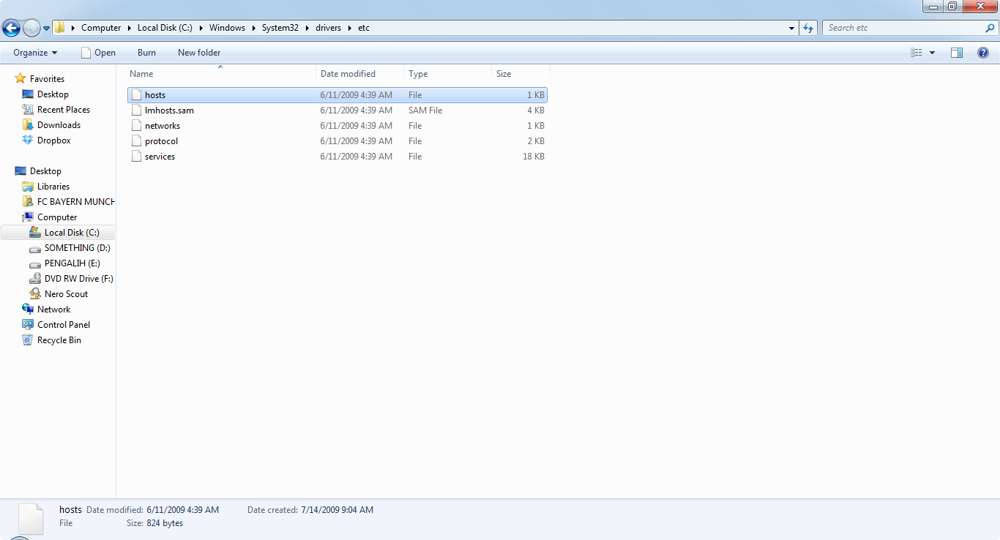 Computer Local Disk (C:) Windows System32 drivers etc Search etc
Organize Open Burn New folder
Name Date modified Type Size
hosts 6/11/2009 4:39 AM File 1 KB
lmhosts.sam 6/11/2009 4:39 AM SAM File 4 KB
networks 6/11/2009 4:39 AM File 1 KB
protocol 6/11/2009 4:39 AM File 2 KB
services 6/11/2009 4:39 AM File 18 KB
Favorites
Desktop
Recent Places
Downloads
Dropbox
Desktop
Libraries
FC BAYERN MUNCH
Computer
Local Disk (C:)
SOMETHING (D:)
PENGALIH (E:)
DVD RW Drive (F:)
Nero Scout
Network
Control Panel
Recycle Bin
hosts Date modified: 6/11/2009 4:39 AM Date created: 7/14/2009 9:04 AM
File Size: 824 bytes